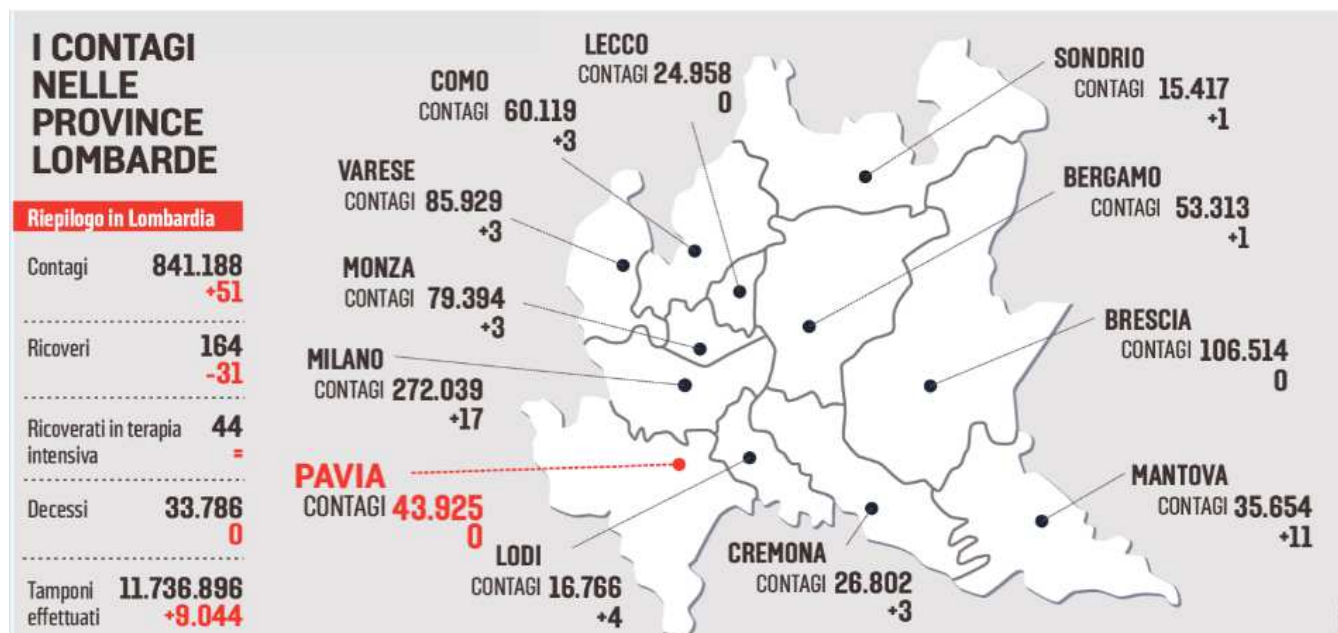 I CONTAGI
NELLE
PROVINCE
LOMBARDE
Riepilogo in Lombardia
Contagi 841.188
+51
Ricoveri 164
-31
Ricoverati in terapia 44
intensiva =
Decessi 33.786
0
Tamponi 11.736.896
effettuati +9.044
LECCO
CONTAGI 24.958
0
COMO
CONTAGI 60.119
+3
VARESE
CONTAGI 85.929
+3
MONZA
CONTAGI 79.394
+3
MILANO
CONTAGI 272.039
+17
PAVIA
CONTAGI 43.925
0
LODI
CONTAGI 16.766
+4
CREMONA
CONTAGI 26.802
+3
SONDRIO
CONTAGI 15.417
+1
BERGAMO
CONTAGI 53.313
+1
BRESCIA
CONTAGI 106.514
0
MANTOVA
CONTAGI 35.654
+11